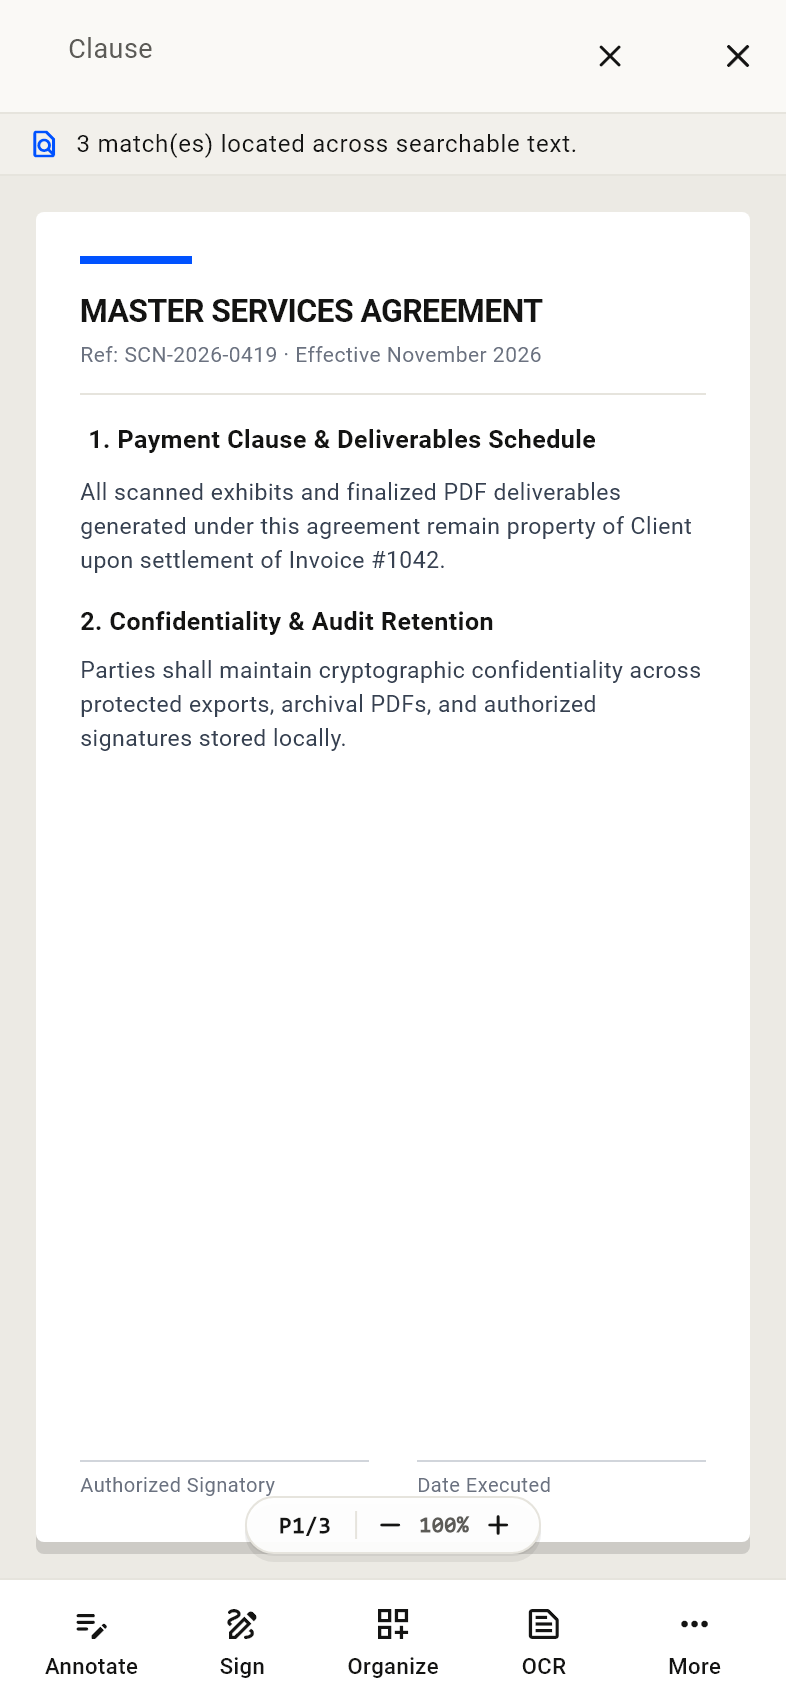 Clause
3 match(es) located across searchable text.
MASTER SERVICES AGREEMENT
Ref: SCN-2026-0419 · Effective November 2026
1. Payment Clause & Deliverables Schedule
All scanned exhibits and finalized PDF deliverables
generated under this agreement remain property of Client
upon settlement of Invoice #1042.
2. Confidentiality & Audit Retention
Parties shall maintain cryptographic confidentiality across
protected exports, archival PDFs, and authorized
signatures stored locally.
Authorized Signatory
Date Executed
P1/3
100%
Annotate
Sign
Organize
OCR
More